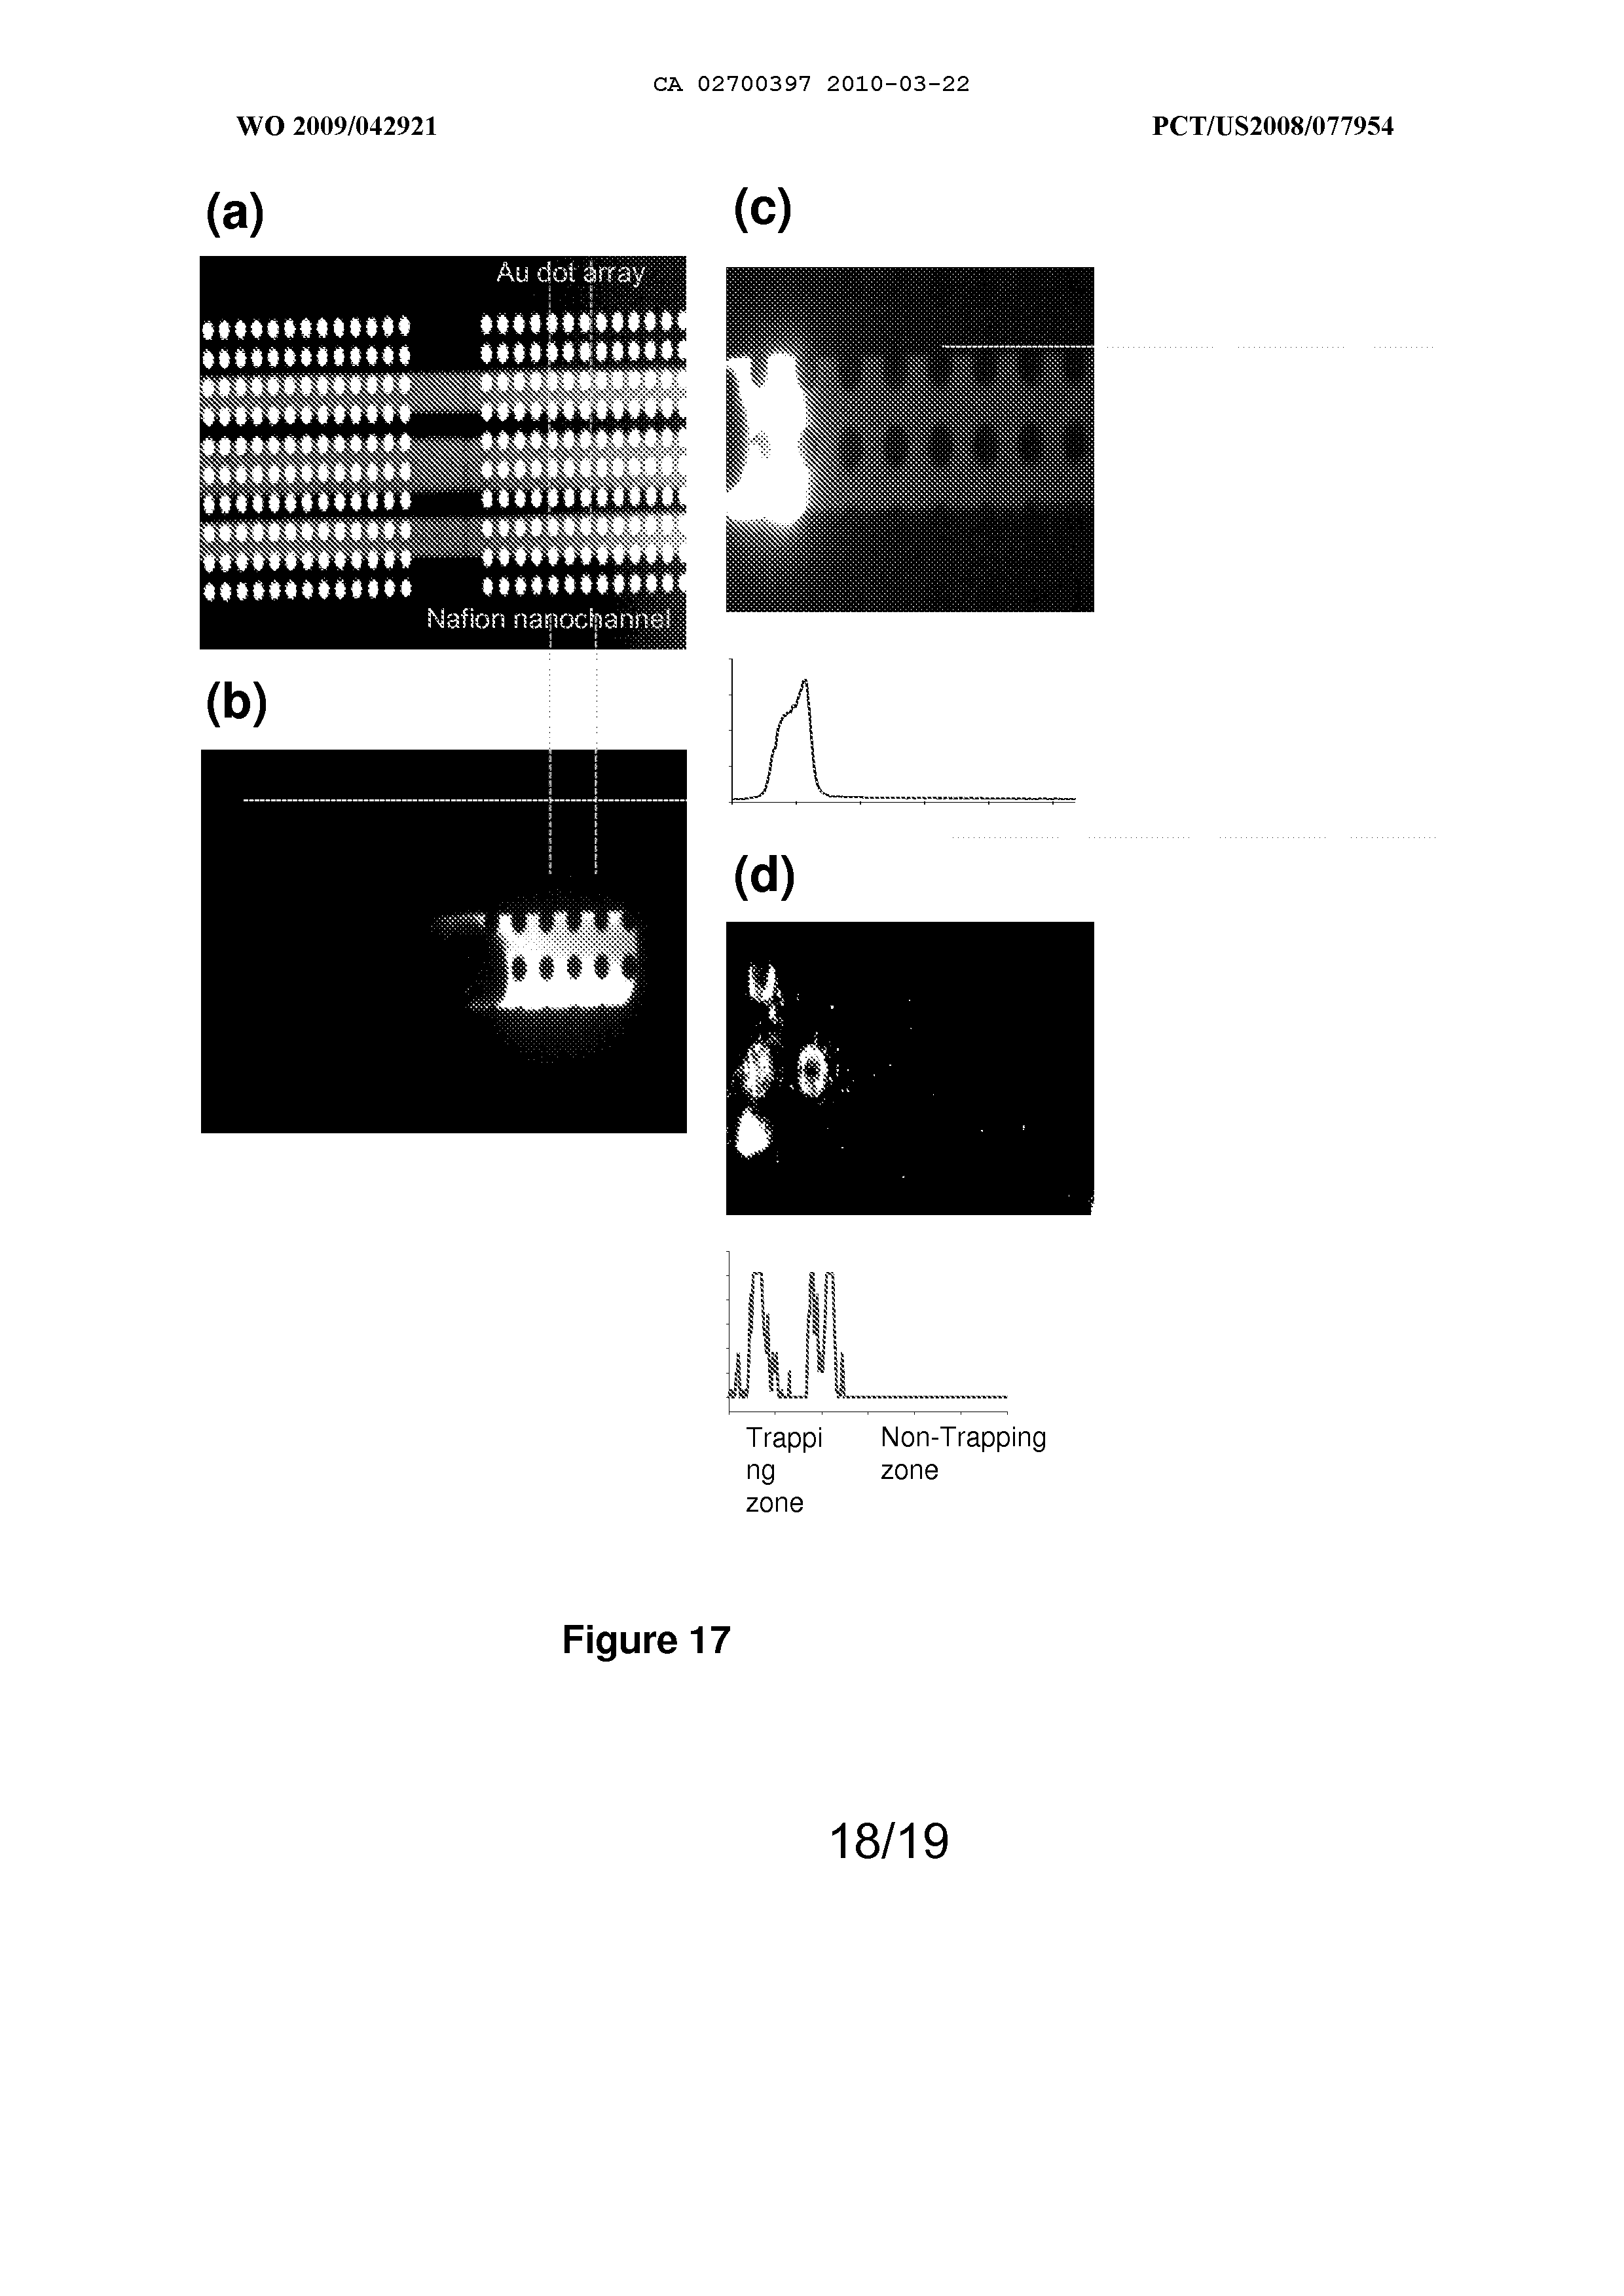 CA 02700397 2010-03-22
WO 2009/042921
PCT/US2008/077954
(a)
Au dot array
Nafion nanochannel
(b)
(c)
(d)
Trappi
ng
zone
Non-Trapping
zone
Figure 17
18/19